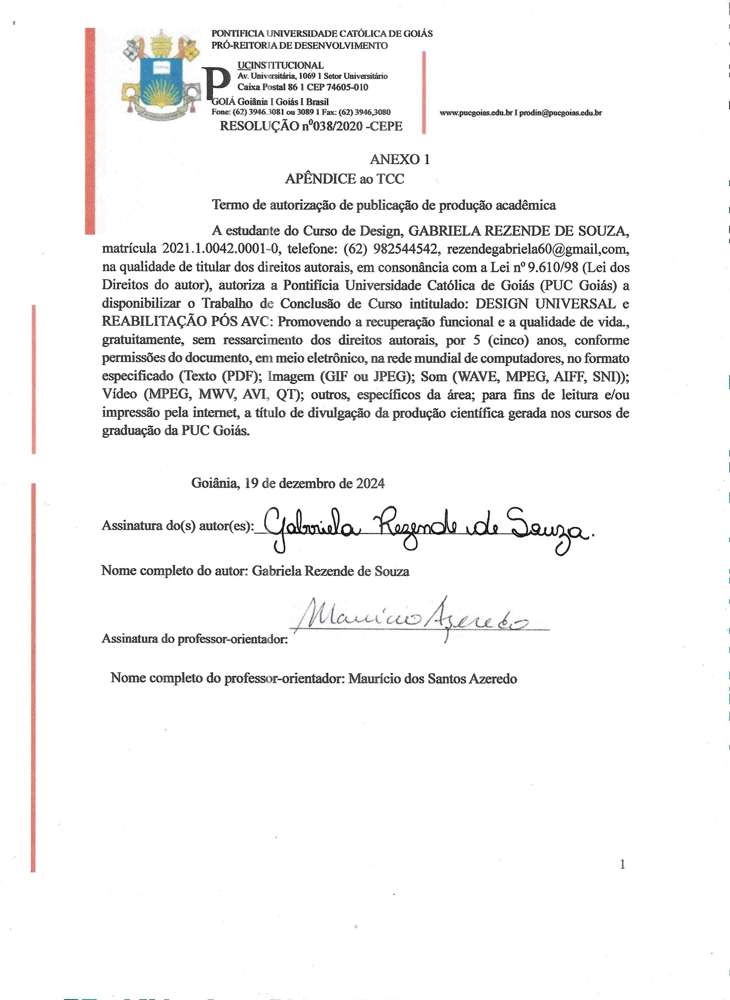 PONTIFICIA UNIVERSIDADE CATÓLICA DE GOIÁS
PRÓ-REITORIA DE DESENVOLVIMENTO
UCINSTITUCIONAL
Av. Universitária, 1069 1 Setor Universitário
P
Caixa Postal 86 1 CEP 74605-010
GOIÁ Goiânia I Goiás I Brasil
Fone: (62) 3946.3081 ou 3089 1 Fax: (62) 3946,3080
www.pucgoias.edu.br I prodin@pucgoias.edu.br
RESOLUÇÃO nº038/2020 -CEPE
ANEXO 1
APÊNDICE ao TCC
Termo de autorização de publicação de produção acadêmica
A estudante do Curso de Design, GABRIELA REZENDE DE SOUZA,
matrícula 2021.1.0042.0001-0, telefone: (62) 982544542, rezendegabriela60@gmail,com,
na qualidade de titular dos direitos autorais, em consonância com a Lei nº 9.610/98 (Lei dos
Direitos do autor), autoriza a Pontifícia Universidade Católica de Goiás (PUC Goiás) a
disponibilizar o Trabalho de Conclusão de Curso intitulado: DESIGN UNIVERSAL e
REABILITAÇÃO PÓS AVC: Promovendo a recuperação funcional e a qualidade de vida.,
gratuitamente, sem ressarcimento dos direitos autorais, por 5 (cinco) anos, conforme
permissões do documento, em meio eletrônico, na rede mundial de computadores, no formato
especificado (Texto (PDF); Imagem (GIF ou JPEG); Som (WAVE, MPEG, AIFF, SNI));
Vídeo (MPEG, MWV, AVI, QT); outros, específicos da área; para fins de leitura e/ou
impressão pela internet, a título de divulgação da produção científica gerada nos cursos de
graduação da PUC Goiás.
Goiânia, 19 de dezembro de 2024
Assinatura do(s) autor(es): Gabriela Rezende de Souza.
Nome completo do autor: Gabriela Rezende de Souza
Maurício Azeredo
Assinatura do professor-orientador:
Nome completo do professor-orientador: Maurício dos Santos Azeredo
1